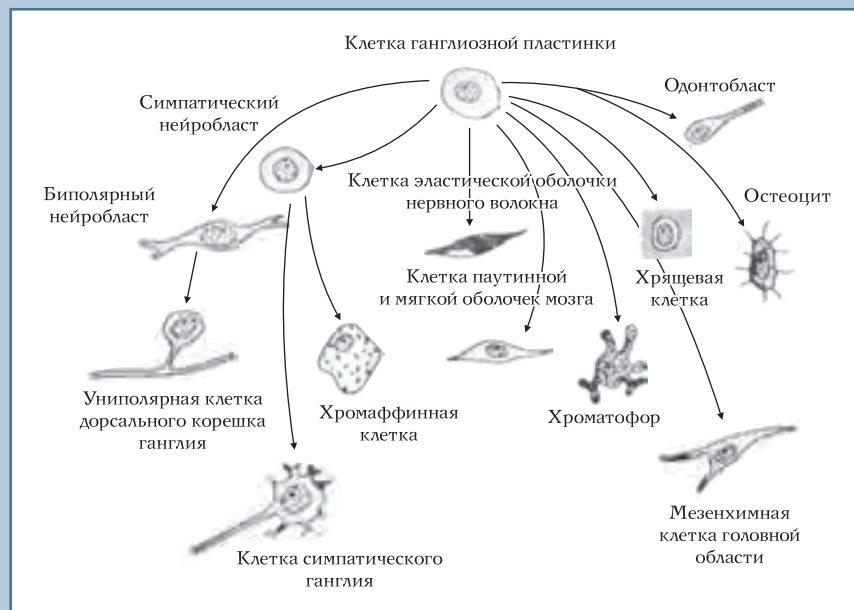 Клетка ганглиозной пластинки
Одонтобласт
Симпатический
нейробласт
Клетка эластической оболочки
нервного волокна
Биполярный
нейробласт
Остеоцит
Клетка паутинной
и мягкой оболочек мозга
Хрящевая
клетка
Униполярная клетка
дорсального корешка
ганглия
Хромаффинная
клетка
Хроматофор
Мезенхимная
клетка головной
области
Клетка симпатического
ганглия